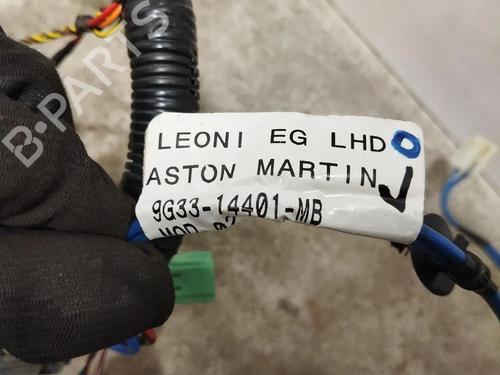 LEONI EG LHD
ASTON MARTIN
9G33-14401-MB
B-PARTS